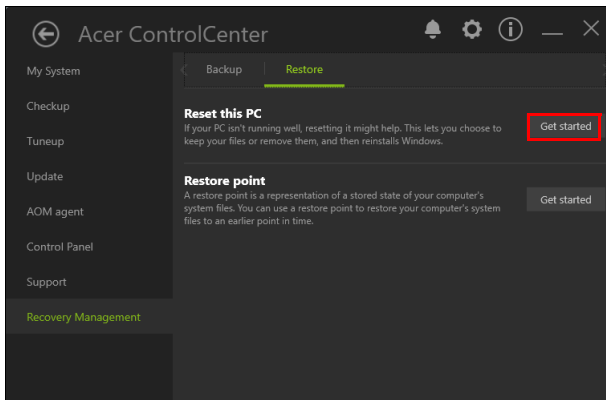 Acer ControlCenter
My System
Checkup
Tuneup
Update
AOM agent
Control Panel
Support
Recovery Management
Backup
Restore
Reset this PC
If your PC isn't running well, resetting it might help. This lets you choose to
keep your files or remove them, and then reinstalls Windows.
Get started
Restore point
A restore point is a representation of a stored state of your computer's
system files. You can use a restore point to restore your computer's system
files to an earlier point in time.
Get started